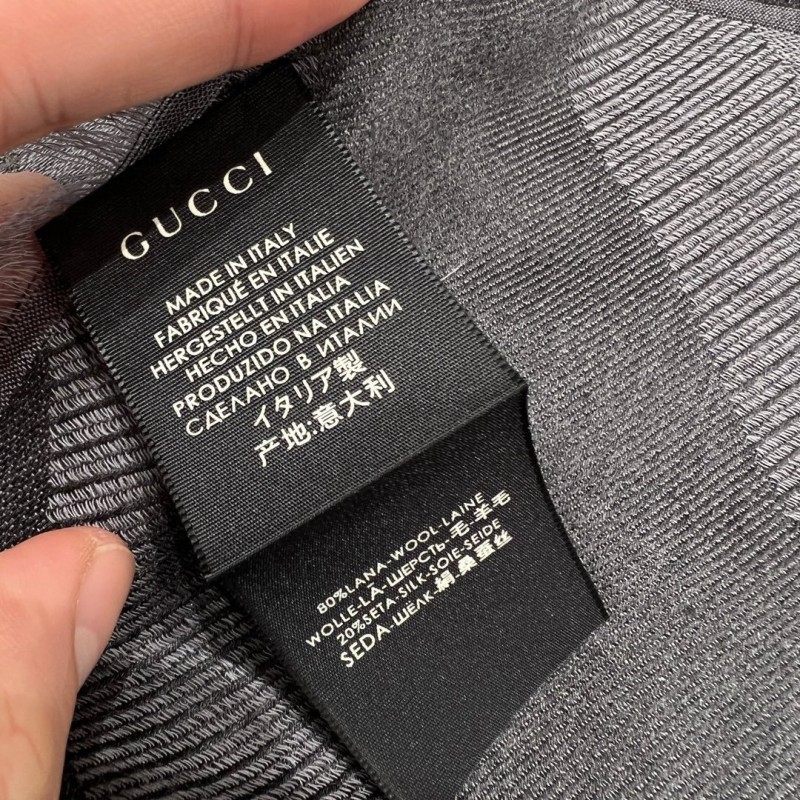 GUCCI
MADE IN ITALY
FABRIQUÉ EN ITALIE
HERGESTELLT IN ITALIEN
HECHO EN ITALIA
PRODUZIDO NA ITALIA
СДЕЛАНО В ИТАЛИИ
イタリア製
产地:意大利
80%LANA-WOOL-LAINE
WOLLE-LÃ-ШЕРСТЬ-毛-羊毛
20%SETA-SILK-SOIE-SEIDE
SEDA-ШЁЛК-絹-桑蚕丝